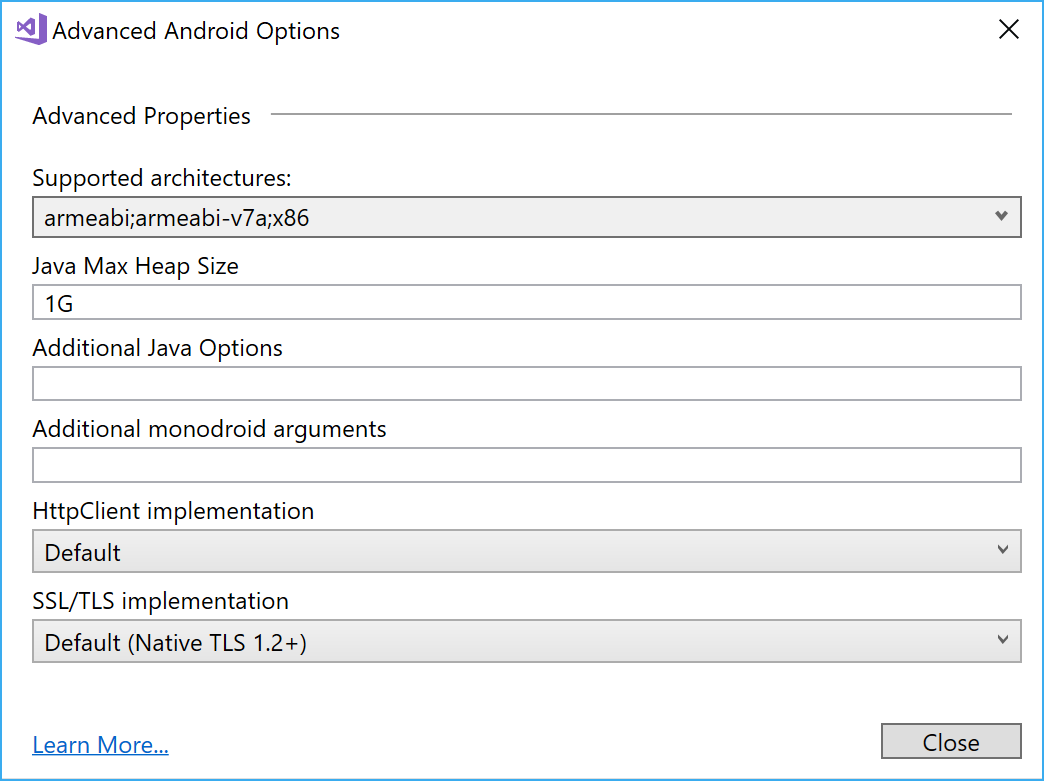 Advanced Android Options
Advanced Properties
Supported architectures:
armeabi;armeabi-v7a;x86
Java Max Heap Size
1G
Additional Java Options
Additional monodroid arguments
HttpClient implementation
Default
SSL/TLS implementation
Default (Native TLS 1.2+)
Learn More...
Close